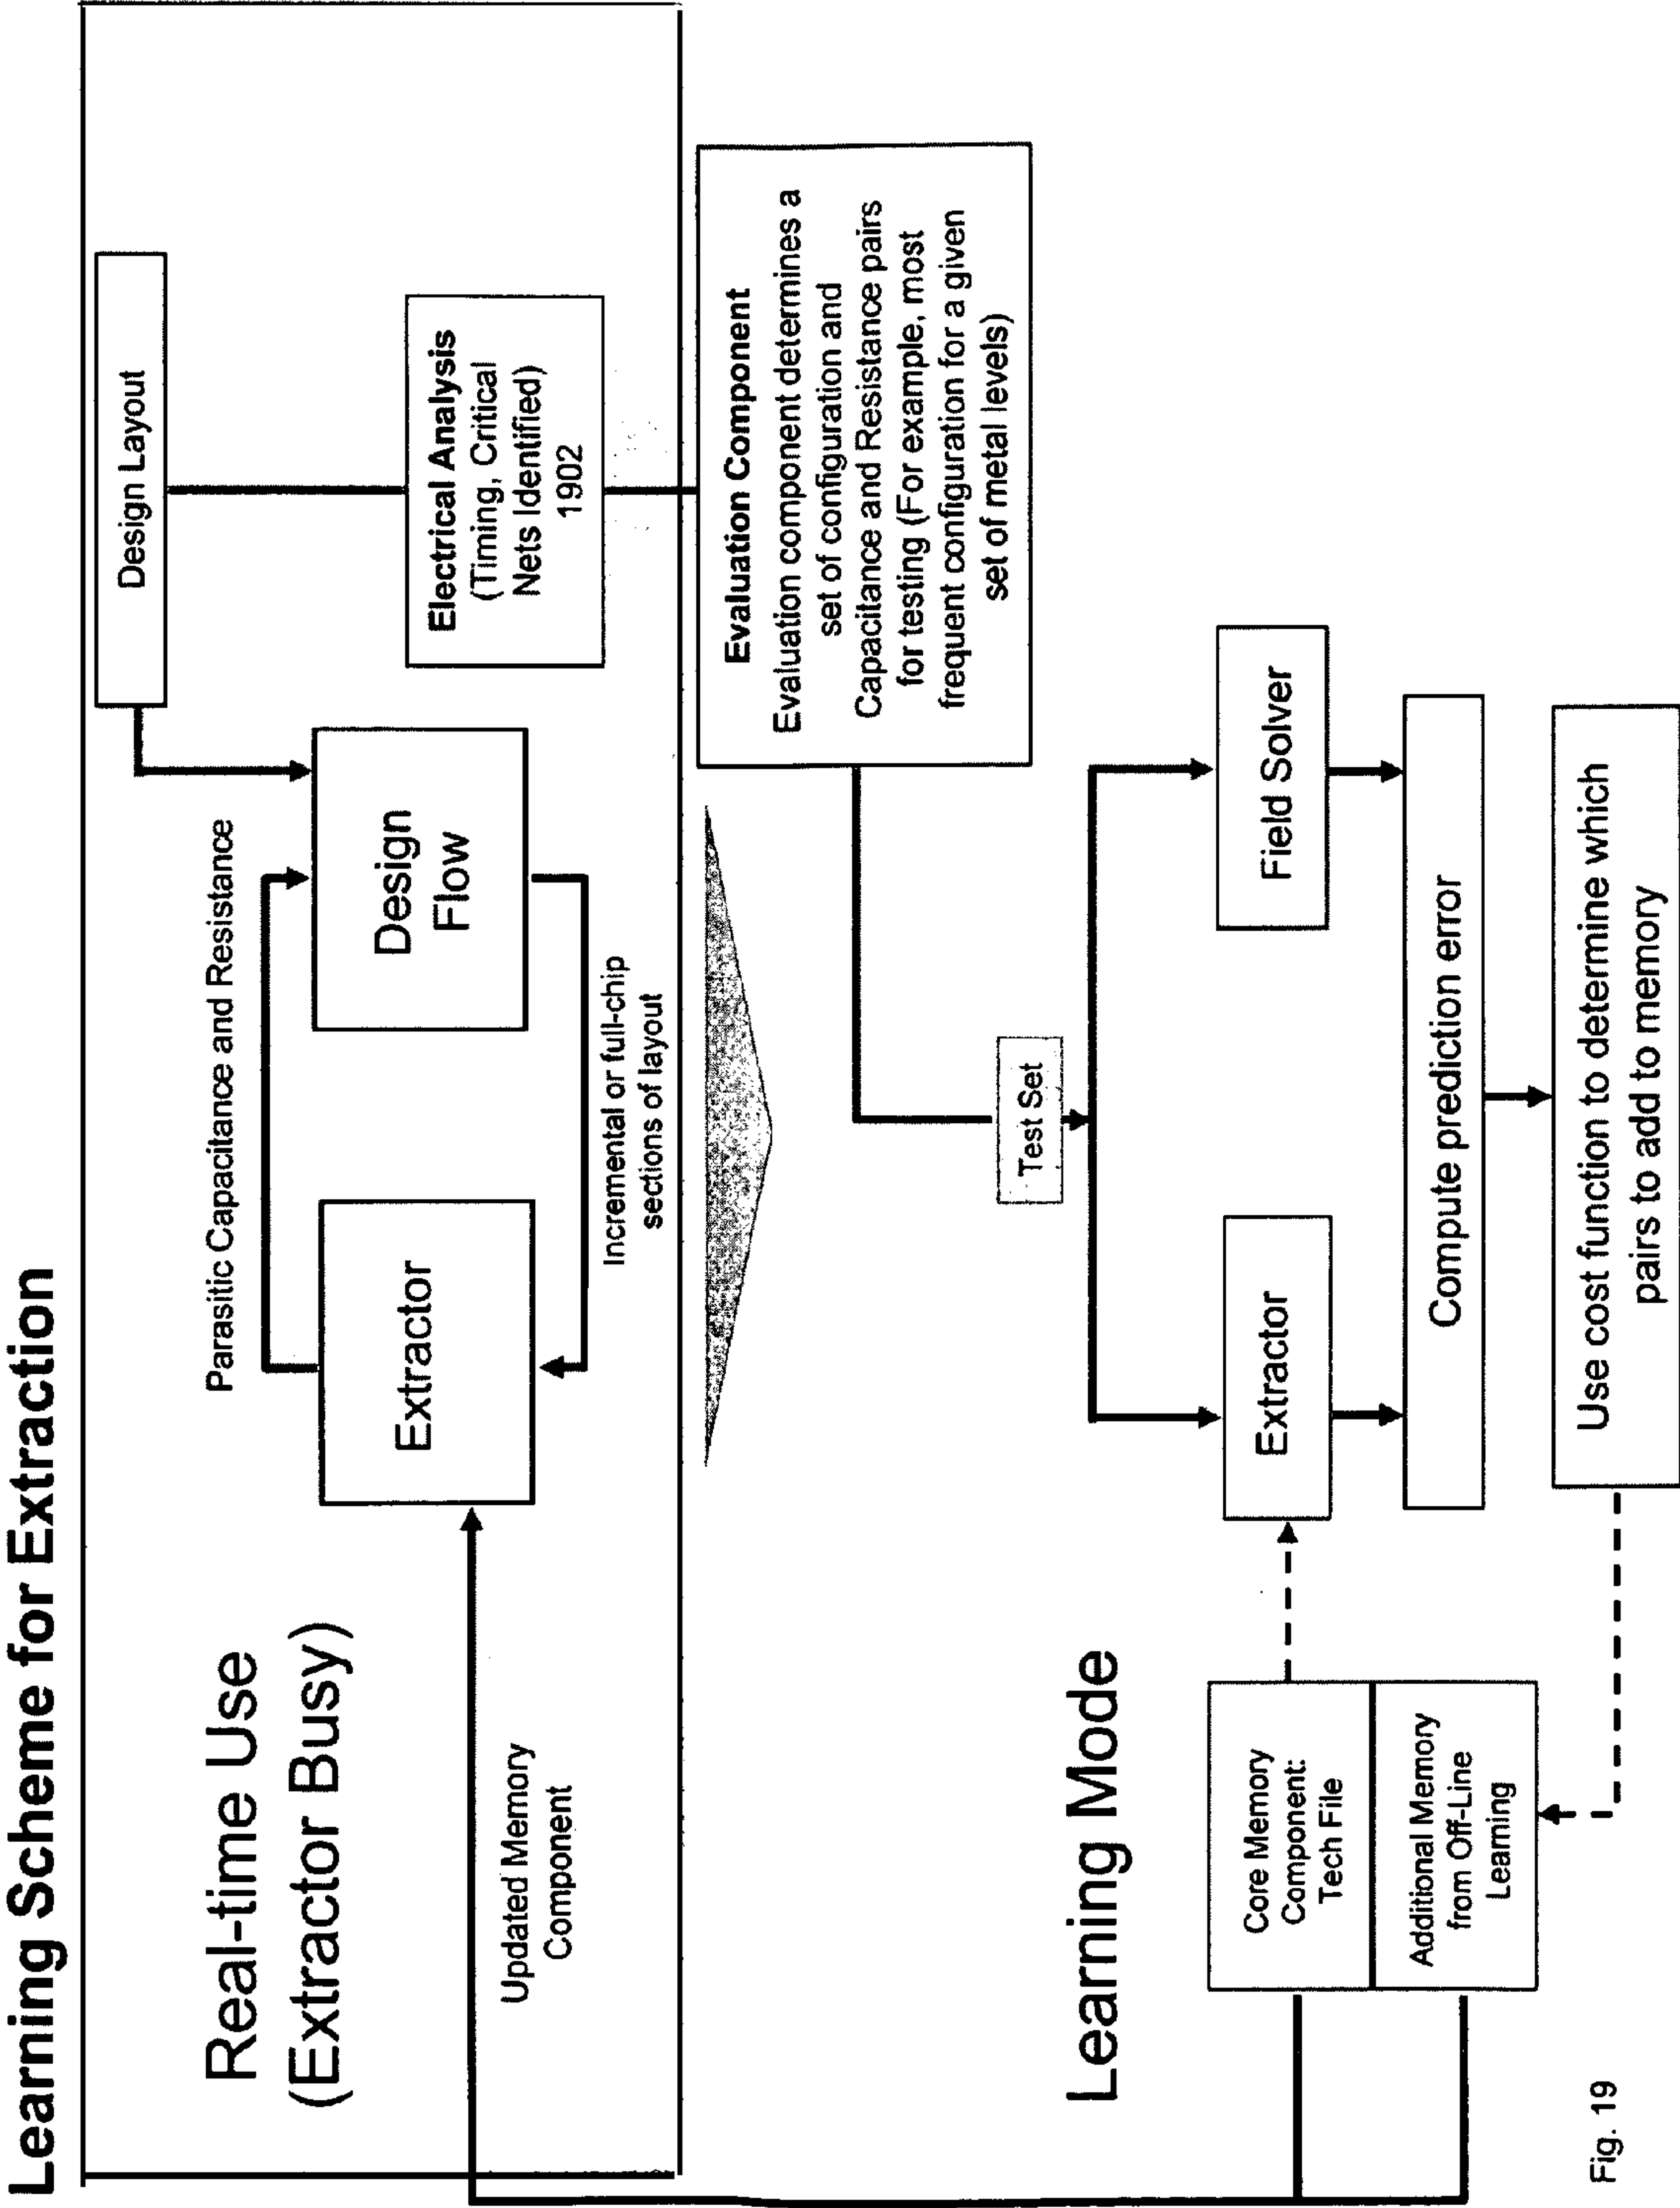 Learning Scheme for Extraction
Real-time Use
(Extractor Busy)
Parasitic Capacitance and Resistance
Design Layout
Extractor
Design
Flow
Electrical Analysis
(Timing, Critical
Nets Identified)
1902
Updated Memory
Component
Incremental or full-chip
sections of layout
Evaluation Component
Evaluation component determines a
set of configuration and
Capacitance and Resistance pairs
for testing (For example, most
frequent configuration for a given
set of metal levels)
Learning Mode
Test Set
Core Memory
Component:
Tech File
Additional Memory
from Off-Line
Learning
Extractor
Field Solver
Compute prediction error
Use cost function to determine which
pairs to add to memory
Fig. 19